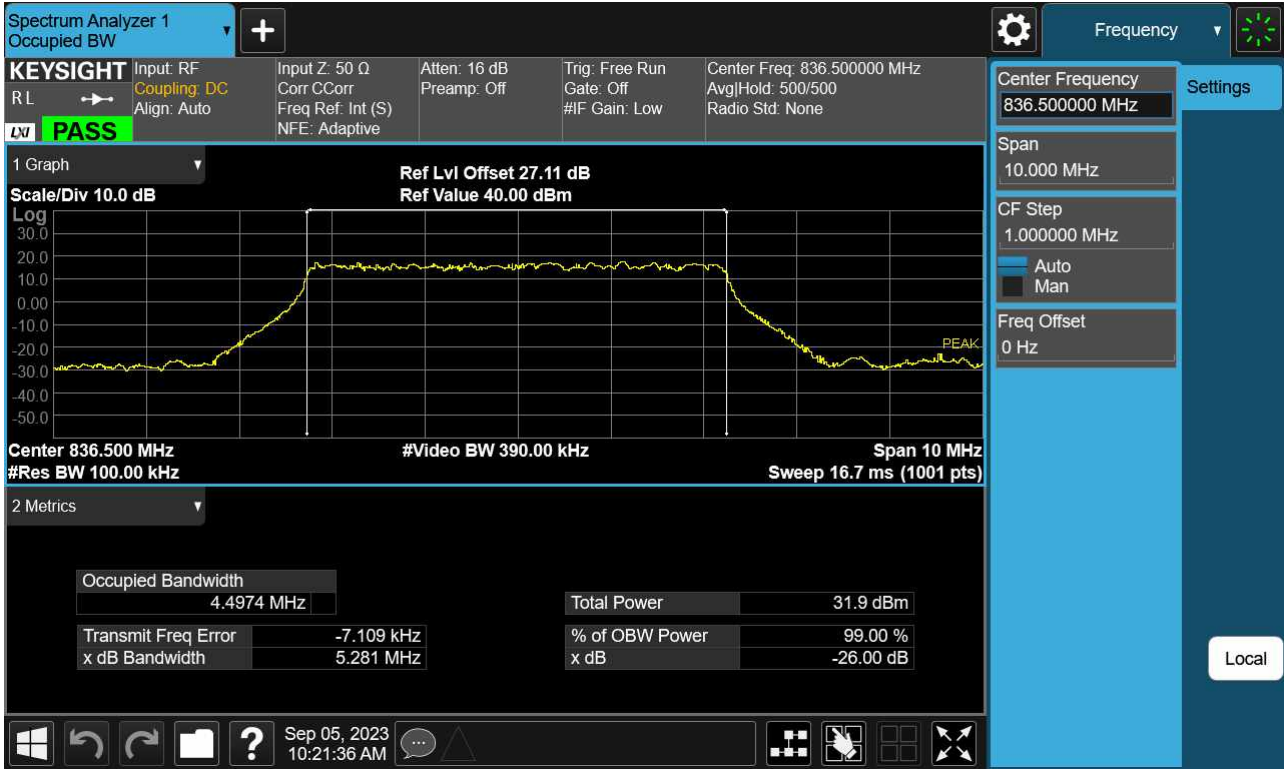 Spectrum Analyzer 1
Occupied BW
Frequency
KEYSIGHT
R L
LXI
PASS
Input: RF
Coupling: DC
Align: Auto
Input Z: 50 Ω
Corr CCorr
Freq Ref: Int (S)
NFE: Adaptive
Atten: 16 dB
Preamp: Off
Trig: Free Run
Gate: Off
#IF Gain: Low
Center Freq: 836.500000 MHz
Avg|Hold: 500/500
Radio Std: None
1 Graph
Scale/Div 10.0 dB
Ref Lvl Offset 27.11 dB
Ref Value 40.00 dBm
Log
30.0
20.0
10.0
0.00
-10.0
-20.0
-30.0
-40.0
-50.0
PEAK
Center 836.500 MHz
#Video BW 390.00 kHz
Span 10 MHz
#Res BW 100.00 kHz
Sweep 16.7 ms (1001 pts)
2 Metrics
Occupied Bandwidth
4.4974 MHz
Total Power 31.9 dBm
Transmit Freq Error -7.109 kHz
% of OBW Power 99.00 %
x dB Bandwidth 5.281 MHz
x dB -26.00 dB
Center Frequency
836.500000 MHz
Settings
Span
10.000 MHz
CF Step
1.000000 MHz
Auto
Man
Freq Offset
0 Hz
Local
?
Sep 05, 2023
10:21:36 AM